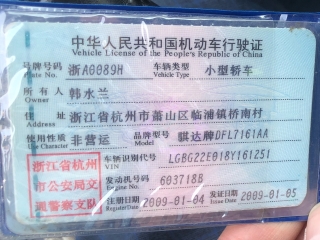 中华人民共和国机动车行驶证
Vehicle License of the People's Republic of China
号牌号码 浙A0089H 车辆类型 小型轿车
Plate No. Vehicle Type
所有人 韩水兰
Owner
住址 浙江省杭州市萧山区临浦镇桥南村
Address
使用性质 非营运 品牌型号 骐达牌DFL7161AA
Use Character Model
浙江省杭州 车辆识别代号 LGBG22E018Y161251
VIN
市公安局交 发动机号码 603718B
Engine No.
通警察支队 注册日期 2009-01-04 发证日期 2009-01-05
Register Date Issue Date